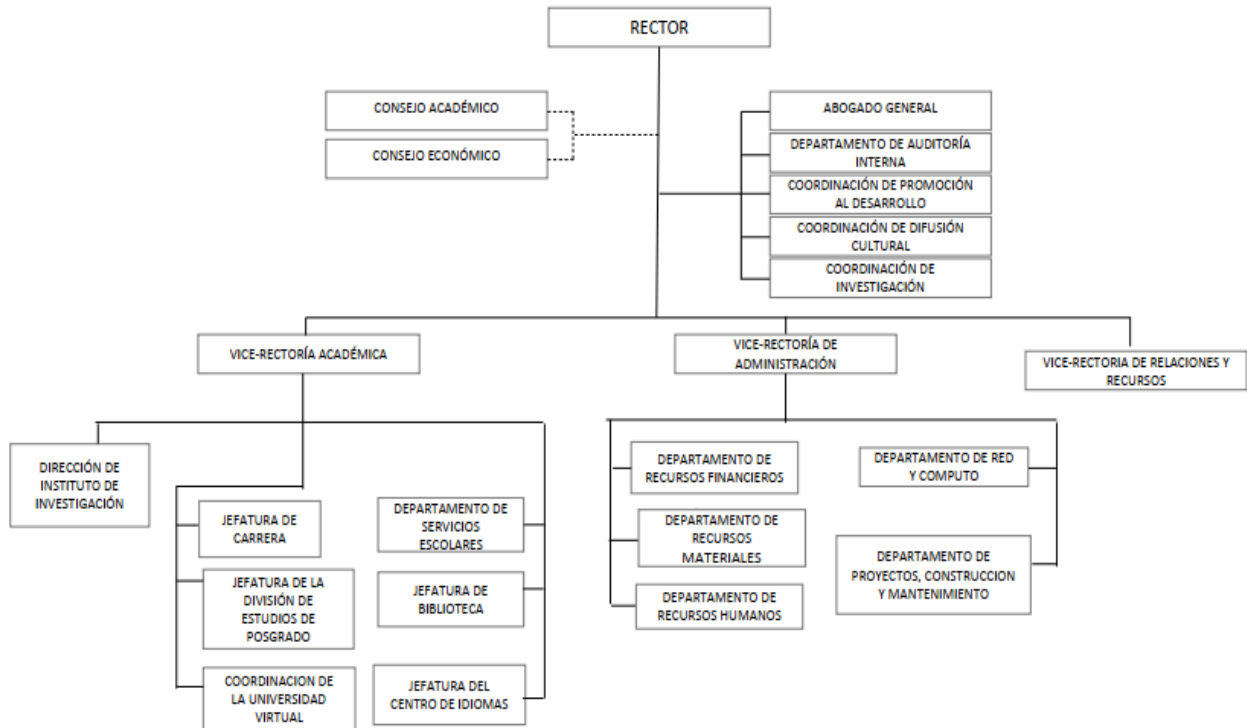 RECTOR
CONSEJO ACADÉMICO
CONSEJO ECONÓMICO
ABOGADO GENERAL
DEPARTAMENTO DE AUDITORÍA
INTERNA
COORDINACIÓN DE PROMOCIÓN
AL DESARROLLO
COORDINACIÓN DE DIFUSIÓN
CULTURAL
COORDINACIÓN DE
INVESTIGACIÓN
VICE-RECTORÍA ACADÉMICA
VICE-RECTORÍA DE
ADMINISTRACIÓN
VICE-RECTORIA DE RELACIONES Y
RECURSOS
DIRECCIÓN DE
INSTITUTO DE
INVESTIGACIÓN
JEFATURA DE
CARRERA
JEFATURA DE LA
DIVISIÓN DE
ESTUDIOS DE
POSGRADO
COORDINACION DE
LA UNIVERSIDAD
VIRTUAL
DEPARTAMENTO DE
SERVICIOS
ESCOLARES
JEFATURA DE
BIBLIOTECA
JEFATURA DEL
CENTRO DE IDIOMAS
DEPARTAMENTO DE
RECURSOS FINANCIEROS
DEPARTAMENTO DE
RECURSOS
MATERIALES
DEPARTAMENTO DE
RECURSOS HUMANOS
DEPARTAMENTO DE RED
Y COMPUTO
DEPARTAMENTO DE
PROYECTOS, CONSTRUCCION
Y MANTENIMIENTO